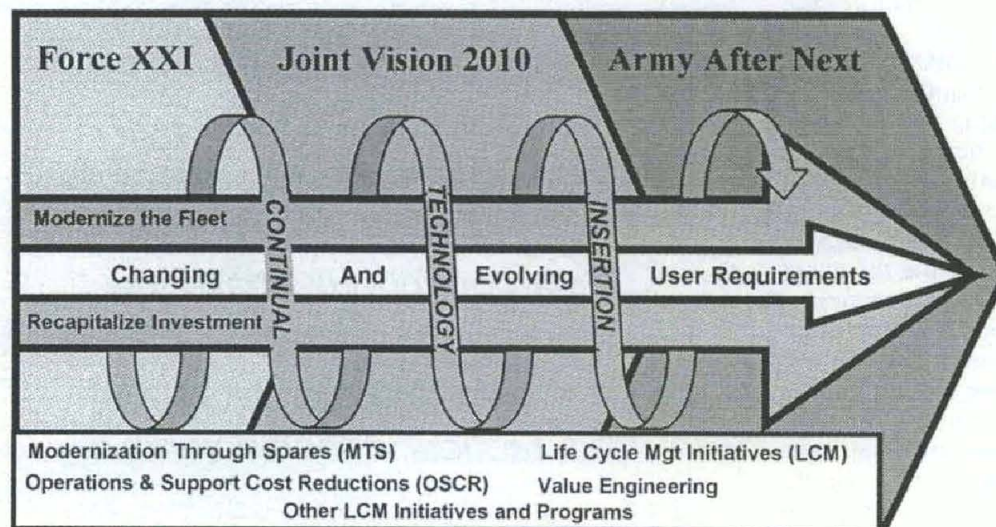 Force XXI Joint Vision 2010 Army After Next
Modernize the Fleet
CONTINUAL
TECHNOLOGY
INSERTION
Changing And Evolving User Requirements
Recapitalize Investment
Modernization Through Spares (MTS) Life Cycle Mgt Initiatives (LCM)
Operations & Support Cost Reductions (OSCR) Value Engineering
Other LCM Initiatives and Programs